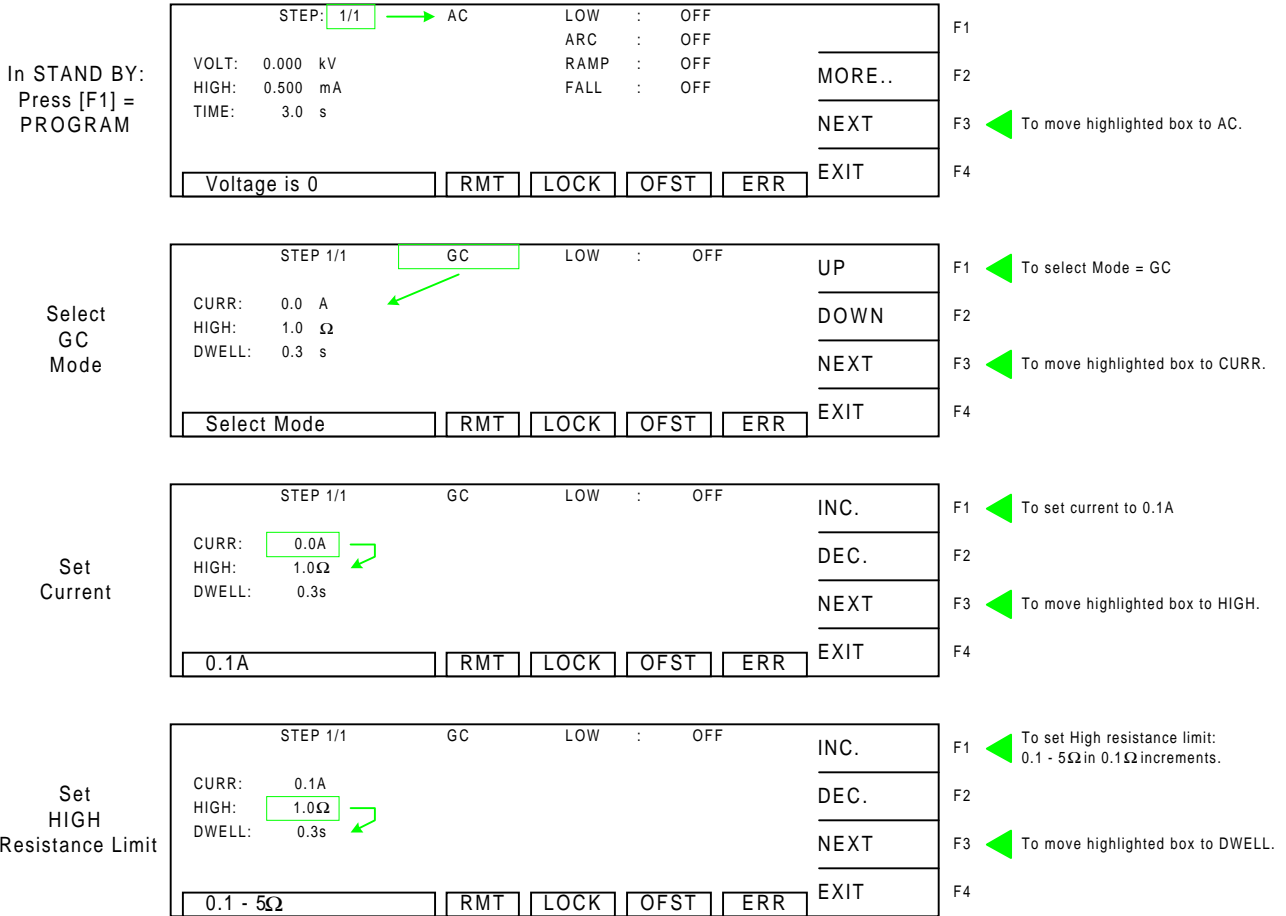 In STAND BY:
Press [F1] =
PROGRAM
STEP: 1/1 AC LOW : OFF
ARC : OFF
VOLT: 0.000 kV RAMP : OFF
HIGH: 0.500 mA FALL : OFF
TIME: 3.0 s
Voltage is 0 RMT LOCK OFST ERR
F1
MORE.. F2
NEXT F3 To move highlighted box to AC.
EXIT F4
Select
GC
Mode
STEP 1/1 GC LOW : OFF
CURR: 0.0 A
HIGH: 1.0 Ω
DWELL: 0.3 s
Select Mode RMT LOCK OFST ERR
UP F1 To select Mode = GC
DOWN F2
NEXT F3 To move highlighted box to CURR.
EXIT F4
Set
Current
STEP 1/1 GC LOW : OFF
CURR: 0.0A
HIGH: 1.0Ω
DWELL: 0.3s
0.1A RMT LOCK OFST ERR
INC. F1 To set current to 0.1A
DEC. F2
NEXT F3 To move highlighted box to HIGH.
EXIT F4
Set
HIGH
Resistance Limit
STEP 1/1 GC LOW : OFF
CURR: 0.1A
HIGH: 1.0Ω
DWELL: 0.3s
0.1 - 5Ω RMT LOCK OFST ERR
INC. F1 To set High resistance limit:
0.1 - 5Ω in 0.1Ω increments.
DEC. F2
NEXT F3 To move highlighted box to DWELL.
EXIT F4